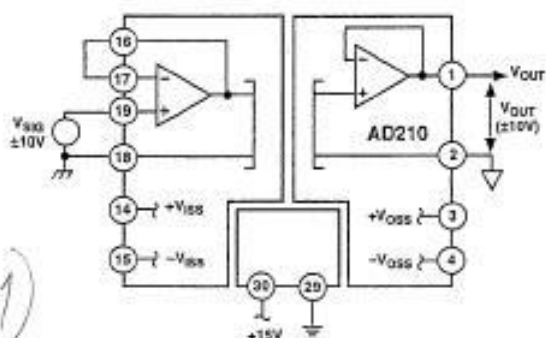 16
17
19
18
14
15
VSIG
±10V
+VISS
-VISS
- +
30
29
+15V
- +
AD210
1
2
3
4
VOUT
VOUT
(±10V)
+VOSS
-VOSS
1)